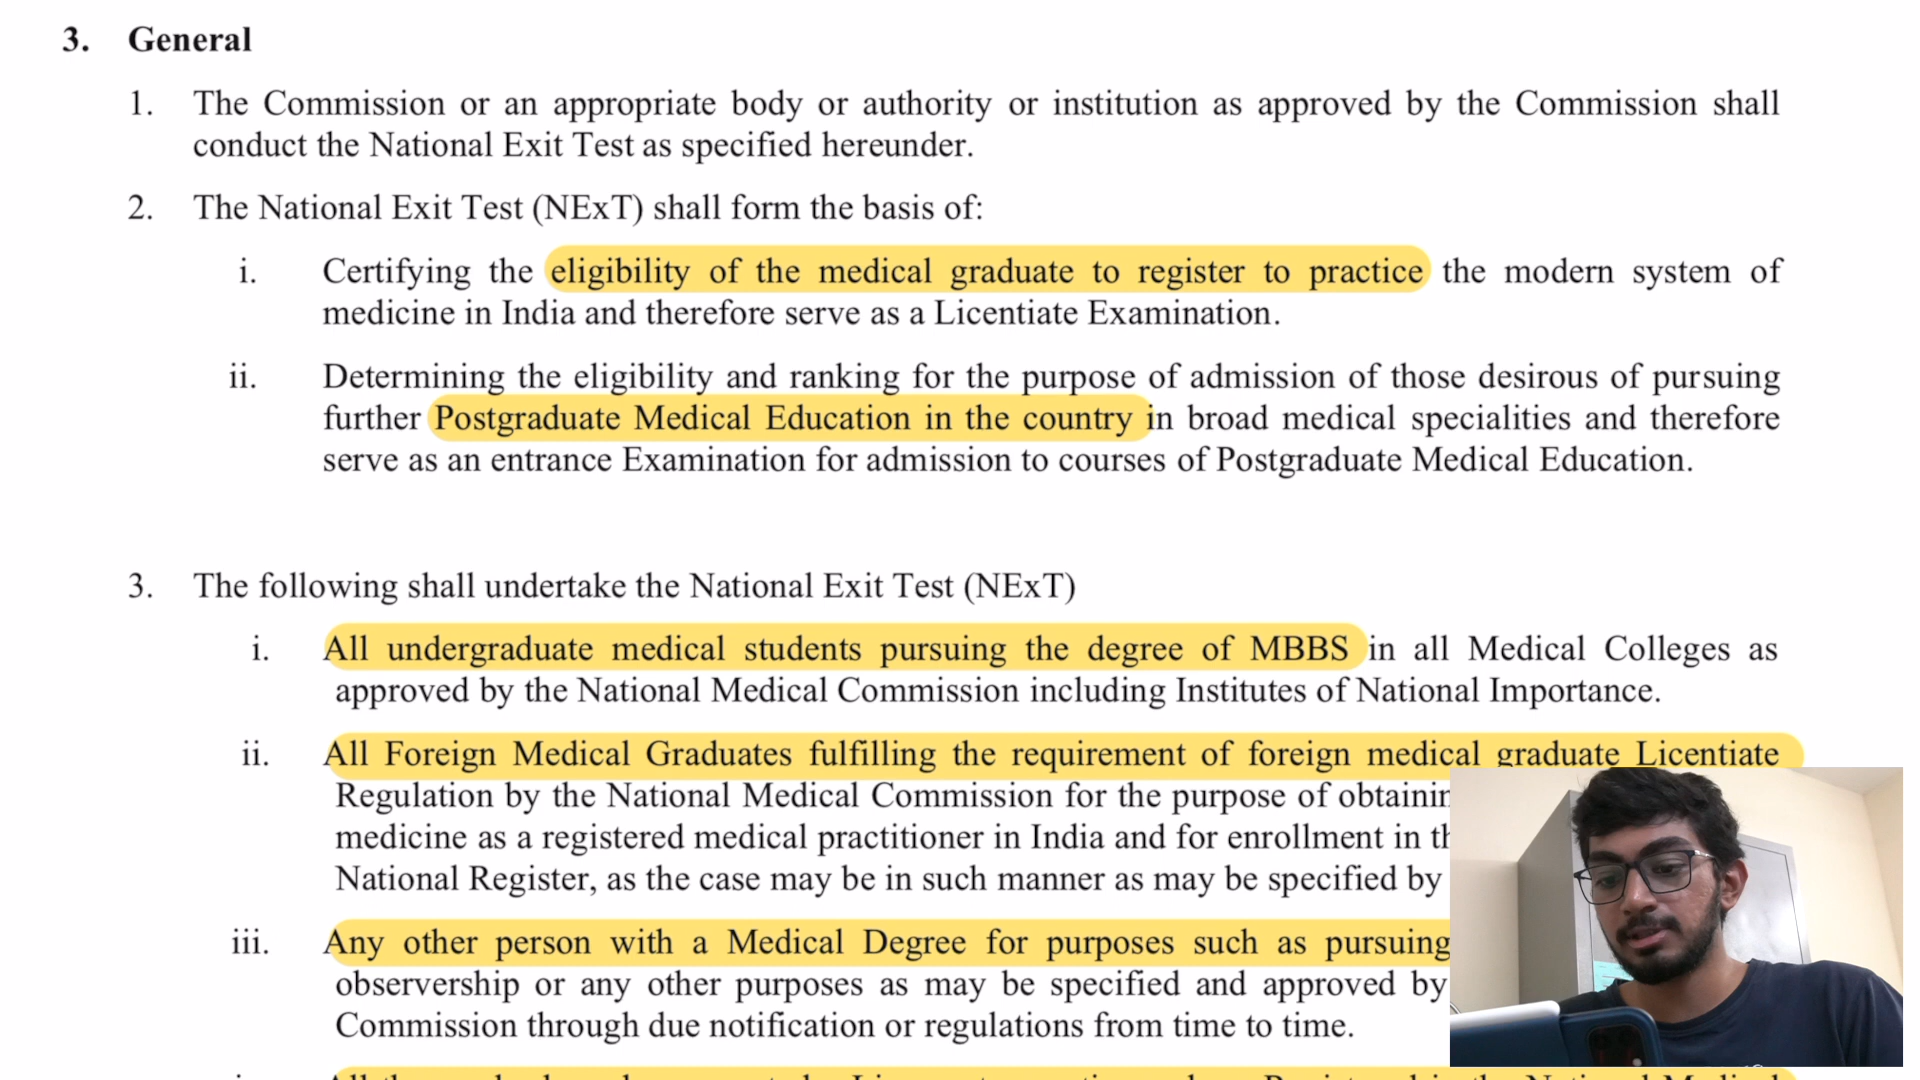 3. General
1. The Commission or an appropriate body or authority or institution as approved by the Commission shall
conduct the National Exit Test as specified hereunder.
2. The National Exit Test (NExT) shall form the basis of:
i. Certifying the eligibility of the medical graduate to register to practice the modern system of
medicine in India and therefore serve as a Licentiate Examination.
ii. Determining the eligibility and ranking for the purpose of admission of those desirous of pursuing
further Postgraduate Medical Education in the country in broad medical specialities and therefore
serve as an entrance Examination for admission to courses of Postgraduate Medical Education.
3. The following shall undertake the National Exit Test (NExT)
i. All undergraduate medical students pursuing the degree of MBBS in all Medical Colleges as
approved by the National Medical Commission including Institutes of National Importance.
ii. All Foreign Medical Graduates fulfilling the requirement of foreign medical graduate Licentiate
Regulation by the National Medical Commission for the purpose of
medicine as a registered medical practitioner in India and for enrollment in
National Register, as the case may be in such manner as may be specified by
iii. Any other person with a Medical Degree for purposes such as pursuing
observership or any other purposes as may be specified and approved by
Commission through due notification or regulations from time to time.